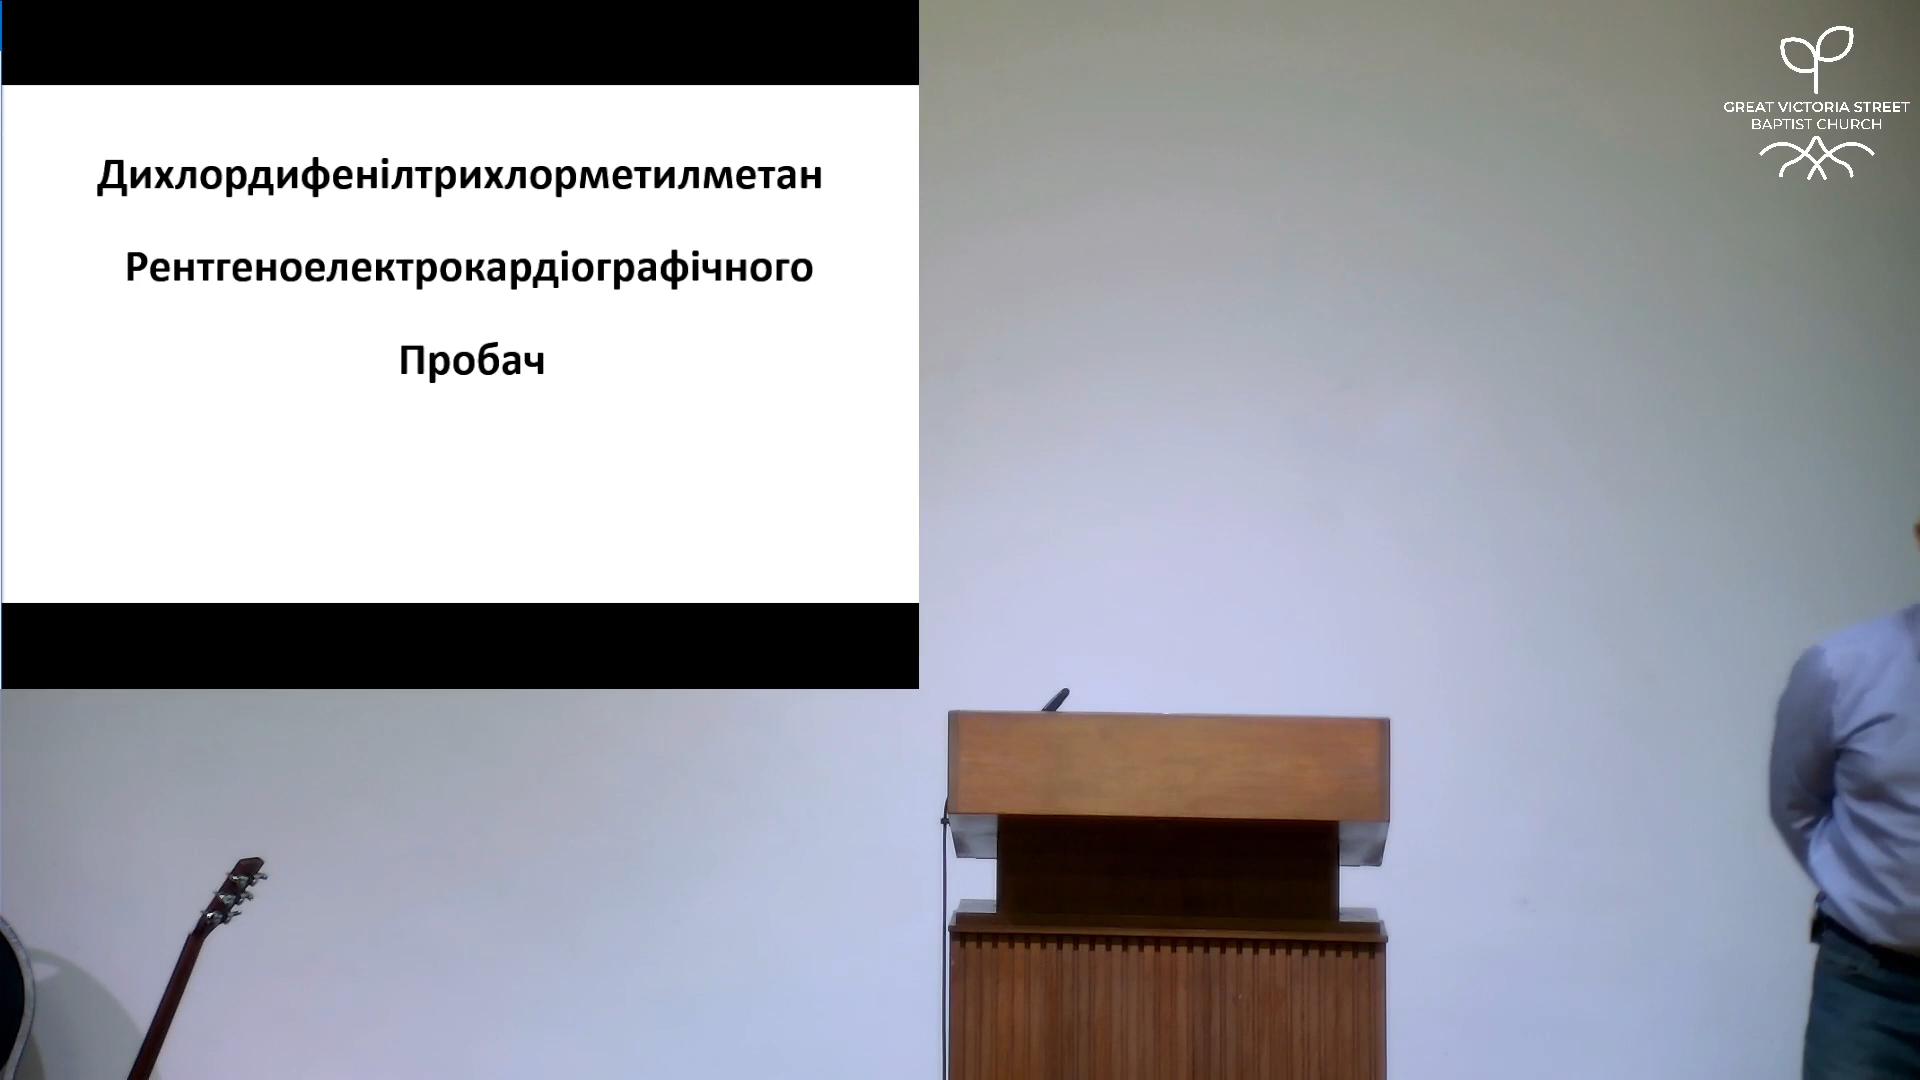 Дихлордифенілтрихлорметилметан
Рентгеноелектрокардіографічного
Пробач
GREAT VICTORIA STREET
BAPTIST CHURCH